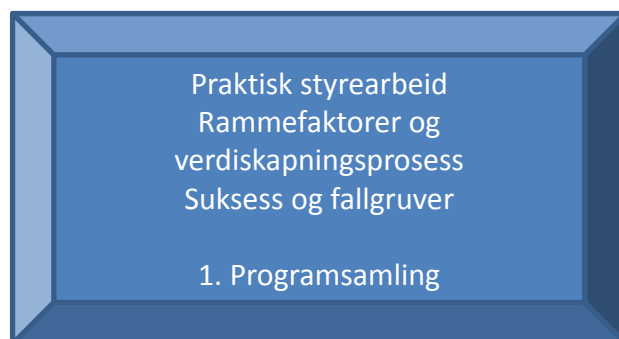 Praktisk styrearbeid
Rammefaktorer og
verdiskapningsprosess
Suksess og fallgruver
1. Programsamling